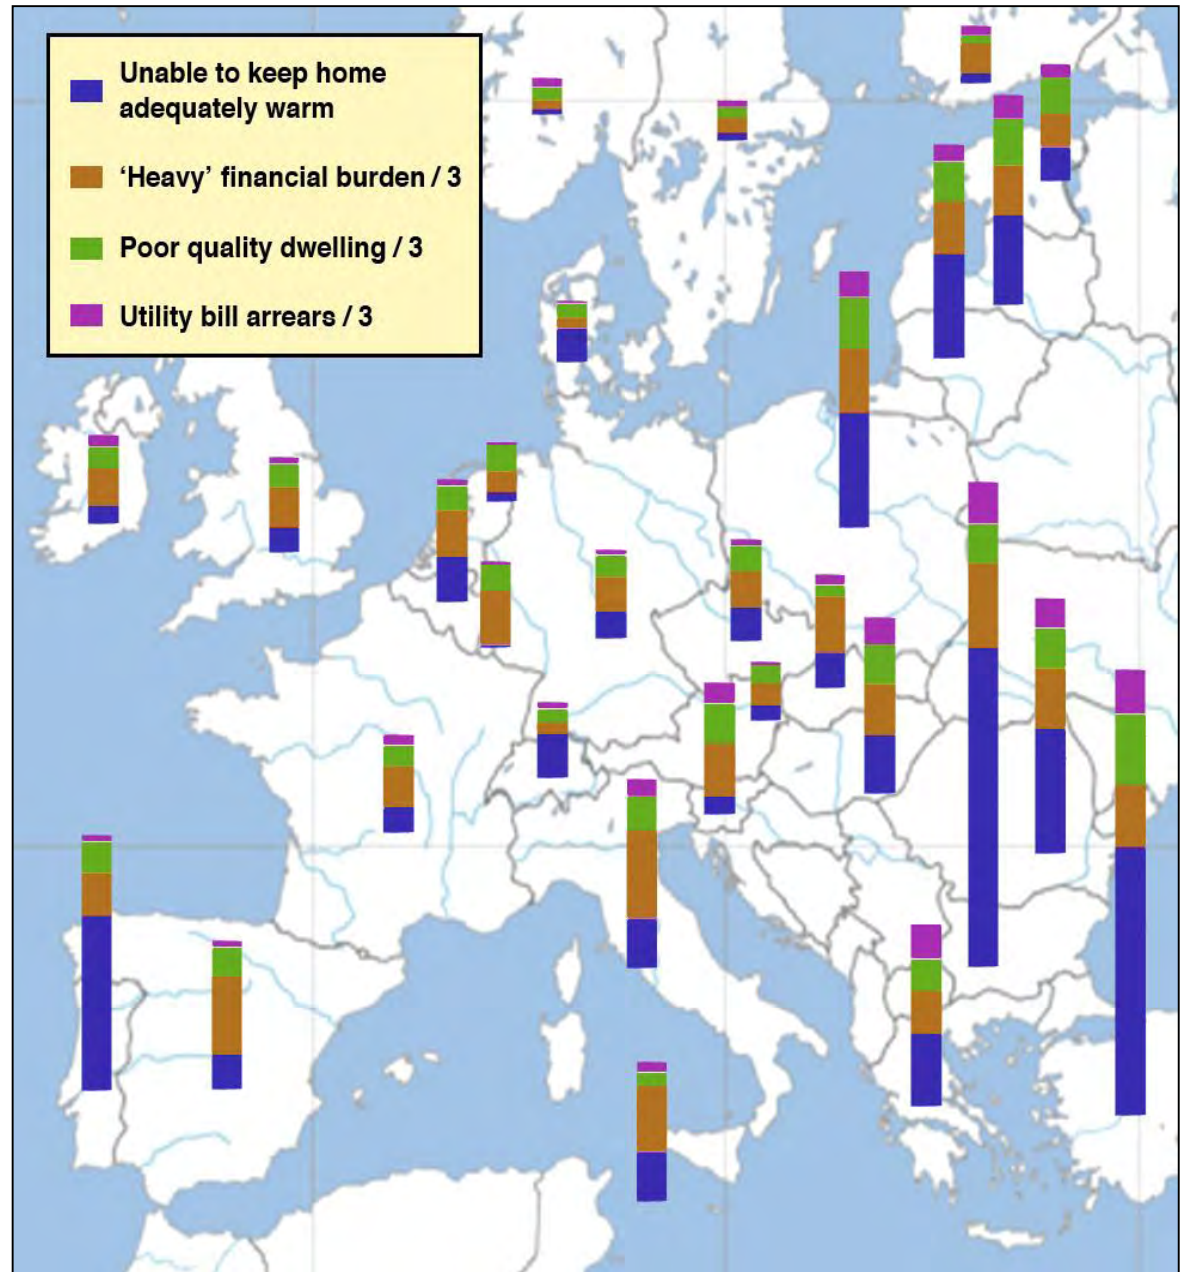 Unable to keep home
adequately warm
‘Heavy’ financial burden / 3
Poor quality dwelling / 3
Utility bill arrears / 3